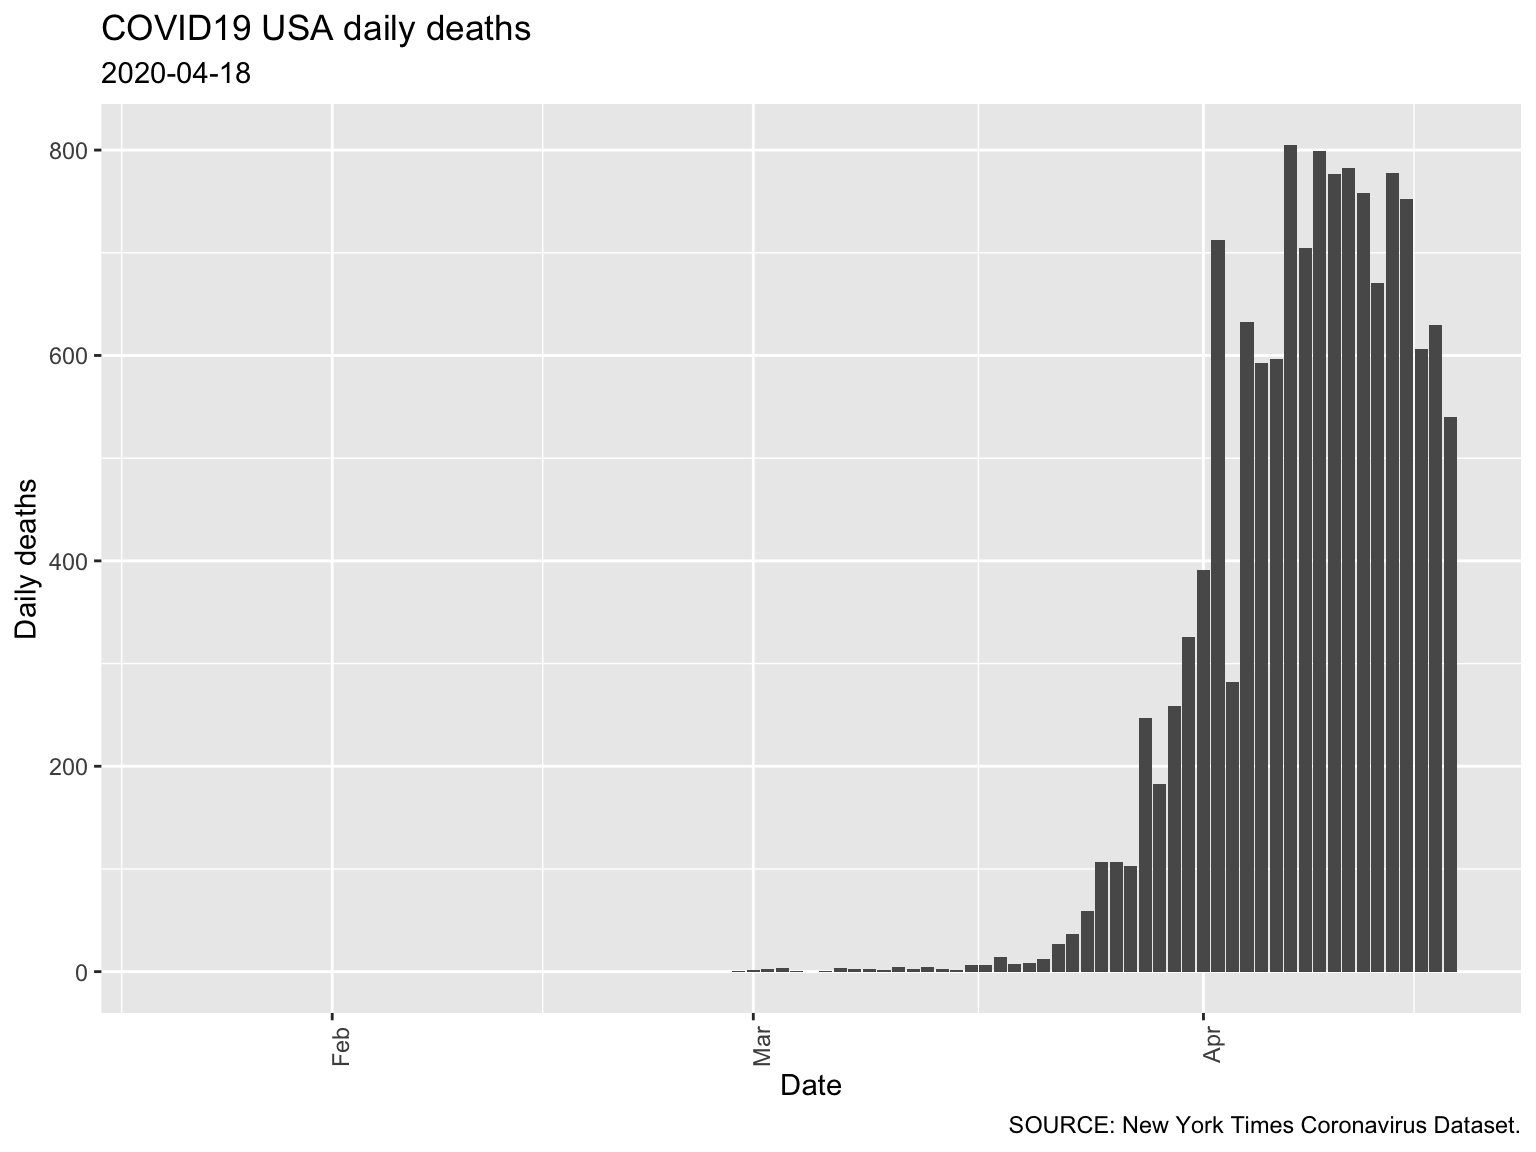 COVID19 USA daily deaths
2020-04-18
Daily deaths
800
600
400
200
0
Feb
Mar
Apr
Date
SOURCE: New York Times Coronavirus Dataset.